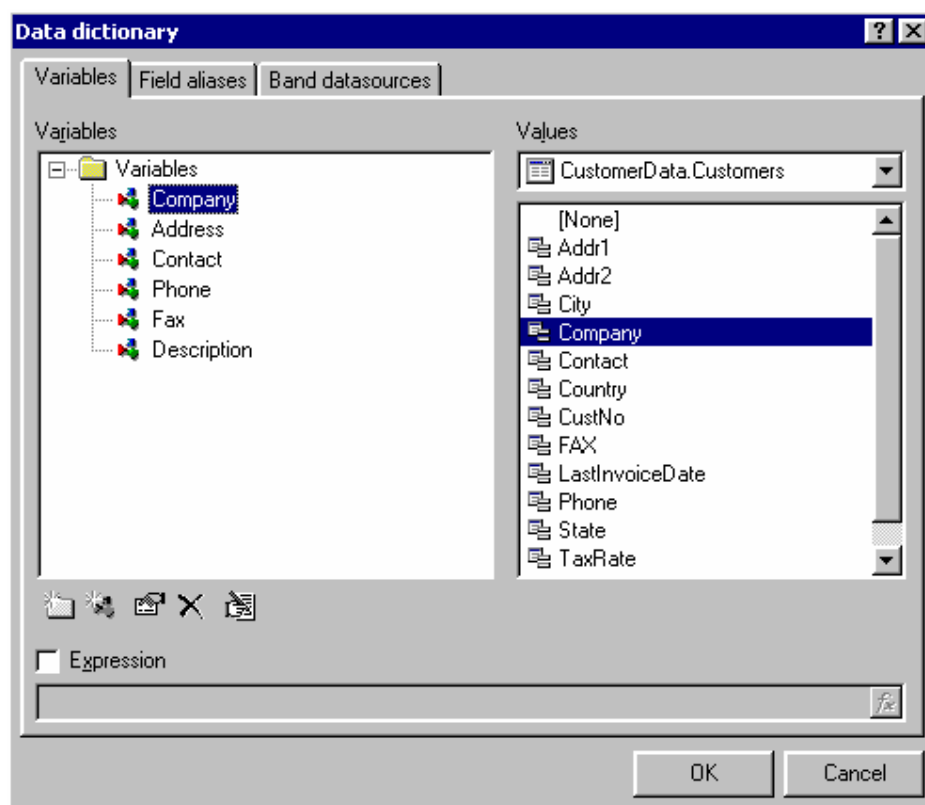 Data dictionary
Variables Field aliases Band datasources
Variables
Variables
Company
Address
Contact
Phone
Fax
Description
Values
CustomerData.Customers
[None]
Addr1
Addr2
City
Company
Contact
Country
CustNo
FAX
LastInvoiceDate
Phone
State
TaxRate
Expression
fx
OK Cancel